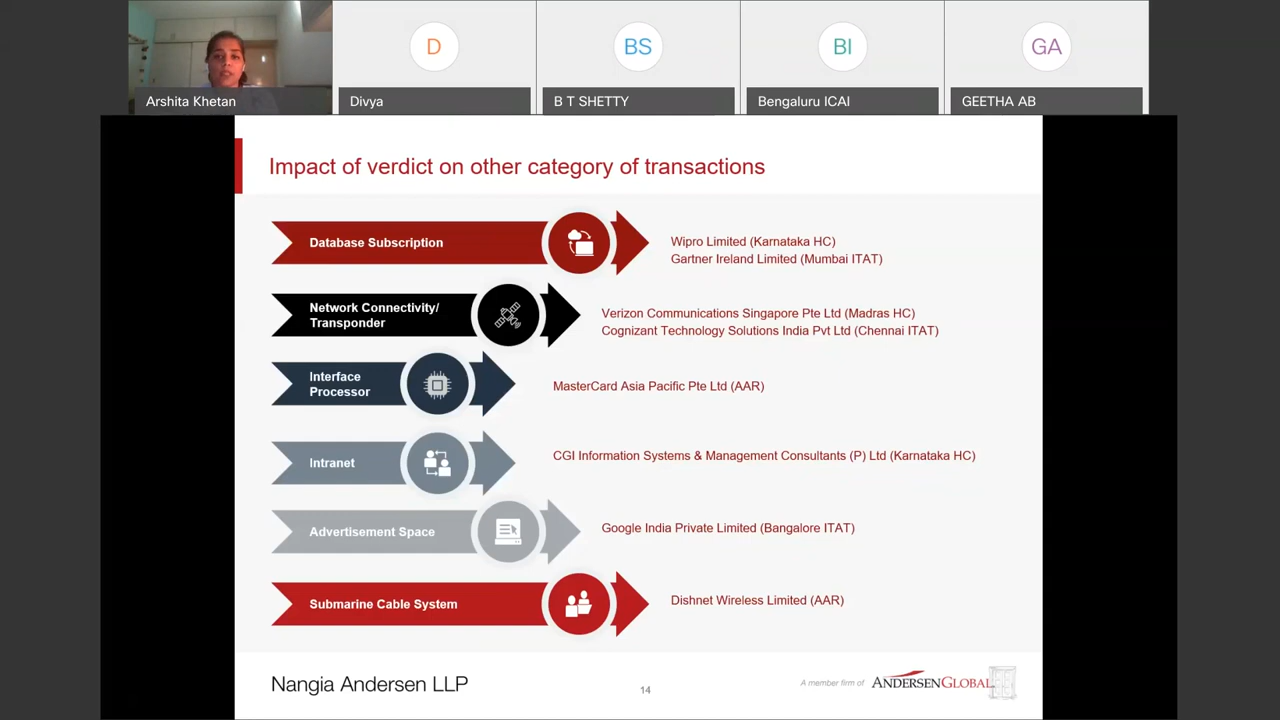 D
BS
BI
GA
Arshita Khetan
Divya
B T SHETTY
Bengaluru ICAI
GEETHA AB
Impact of verdict on other category of transactions
Database Subscription
Wipro Limited (Karnataka HC)
Gartner Ireland Limited (Mumbai ITAT)
Network Connectivity/
Transponder
Verizon Communications Singapore Pte Ltd (Madras HC)
Cognizant Technology Solutions India Pvt Ltd (Chennai ITAT)
Interface
Processor
MasterCard Asia Pacific Pte Ltd (AAR)
Intranet
CGI Information Systems & Management Consultants (P) Ltd (Karnataka HC)
Advertisement Space
Google India Private Limited (Bangalore ITAT)
Submarine Cable System
Dishnet Wireless Limited (AAR)
Nangia Andersen LLP
14
A member firm of
ANDERSEN GLOBAL